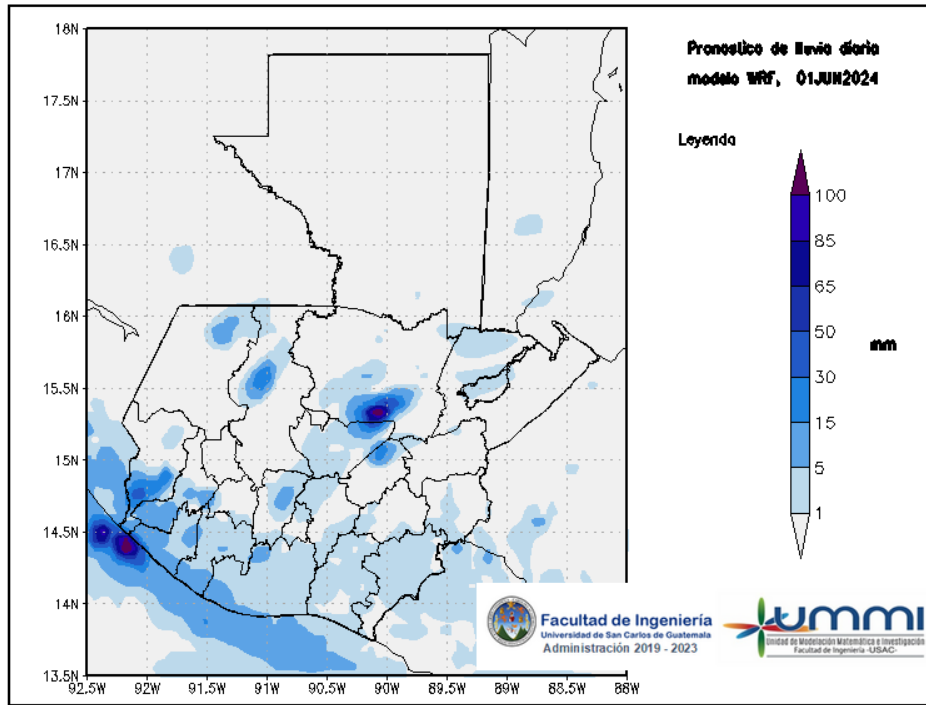 Pronostico de lluvia diaria
modelo WRF, 01JUN2024
Leyenda
100
85
65
50
30
15
5
1
mm
18N
17.5N
17N
16.5N
16N
15.5N
15N
14.5N
14N
13.5N
92.5W
92W
91.5W
91W
90.5W
90W
89.5W
89W
88.5W
88W
Facultad de Ingeniería
Universidad de San Carlos de Guatemala
Administración 2019 - 2023
ummi
Unidad de Modelación Matemática e Investigación
Facultad de Ingeniería -USAC-